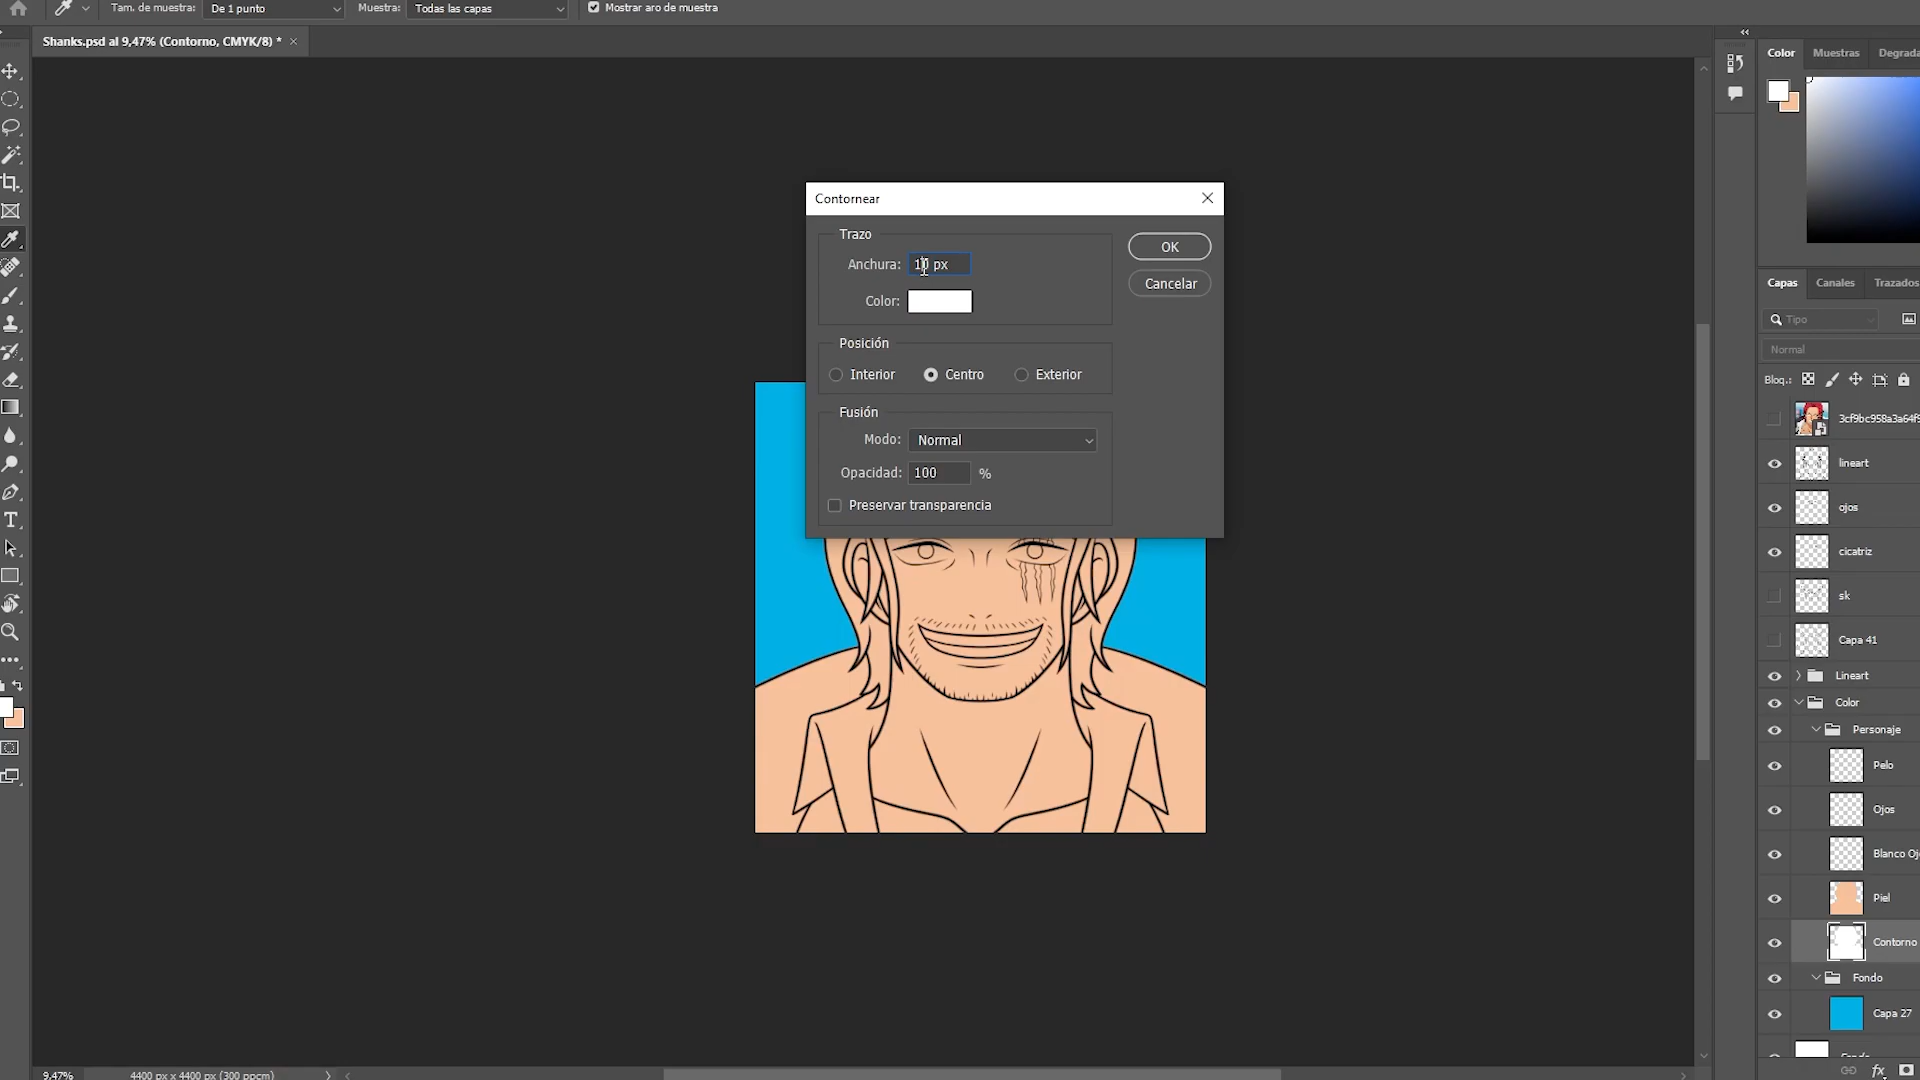 Tam. de muestra: De 1 punto Muestra: Todas las capas Mostrar aro de muestra
Shanks.psd al 9,47% (Contorno, CMYK/8) * ×
Color Muestras Degrada
Contornear
Trazo
Anchura: 10 px
Color:
OK
Cancelar
Posición
Interior Centro Exterior
Fusión
Modo: Normal
Opacidad: 100 %
Preservar transparencia
Capas Canales Trazados
Tipo
Normal
Bloq.:
3cf9bc958a3a64f9
lineart
ojos
cicatriz
sk
Capa 41
Lineart
Color
Personaje
Pelo
Ojos
Blanco Oj
Piel
Contorno
Fondo
Capa 27
Fondo
fx
9,47% 4400 px x 4400 px (300 ppcm)